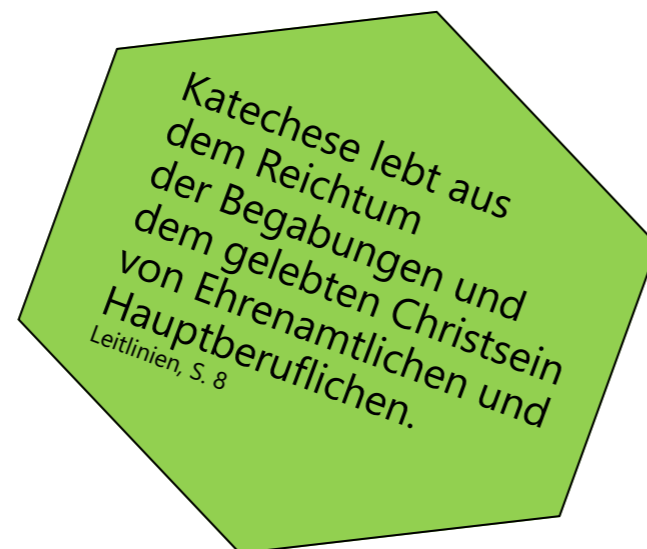 Katechese lebt aus
dem Reichtum
der Begabungen und
dem gelebten Christsein
von Ehrenamtlichen und
Hauptberuflichen.
Leitlinien, S. 8